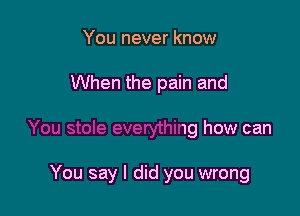 You never know
When the pain and
You stole everything how can
You say I did you wrong